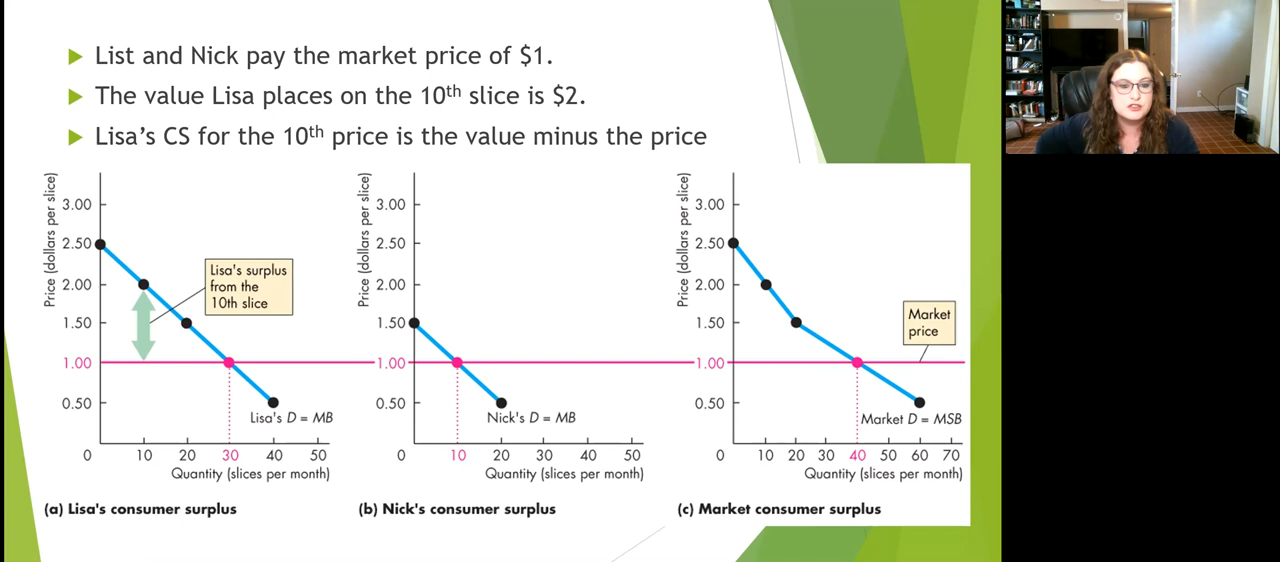 List and Nick pay the market price of $1.
The value Lisa places on the 10th slice is $2.
Lisa's CS for the 10th price is the value minus the price
Price (dollars per slice)
3.00
2.50
2.00
1.50
1.00
0.50
0
10
20
30
40
50
Quantity (slices per month)
Lisa's surplus
from the
10th slice
Lisa's D = MB
(a) Lisa's consumer surplus
Price (dollars per slice)
3.00
2.50
2.00
1.50
1.00
0.50
0
10
20
30
40
50
Quantity (slices per month)
Nick's D = MB
(b) Nick's consumer surplus
Price (dollars per slice)
3.00
2.50
2.00
1.50
1.00
0.50
0
10
20
30
40
50
60
70
Quantity (slices per month)
Market
price
Market D = MSB
(c) Market consumer surplus